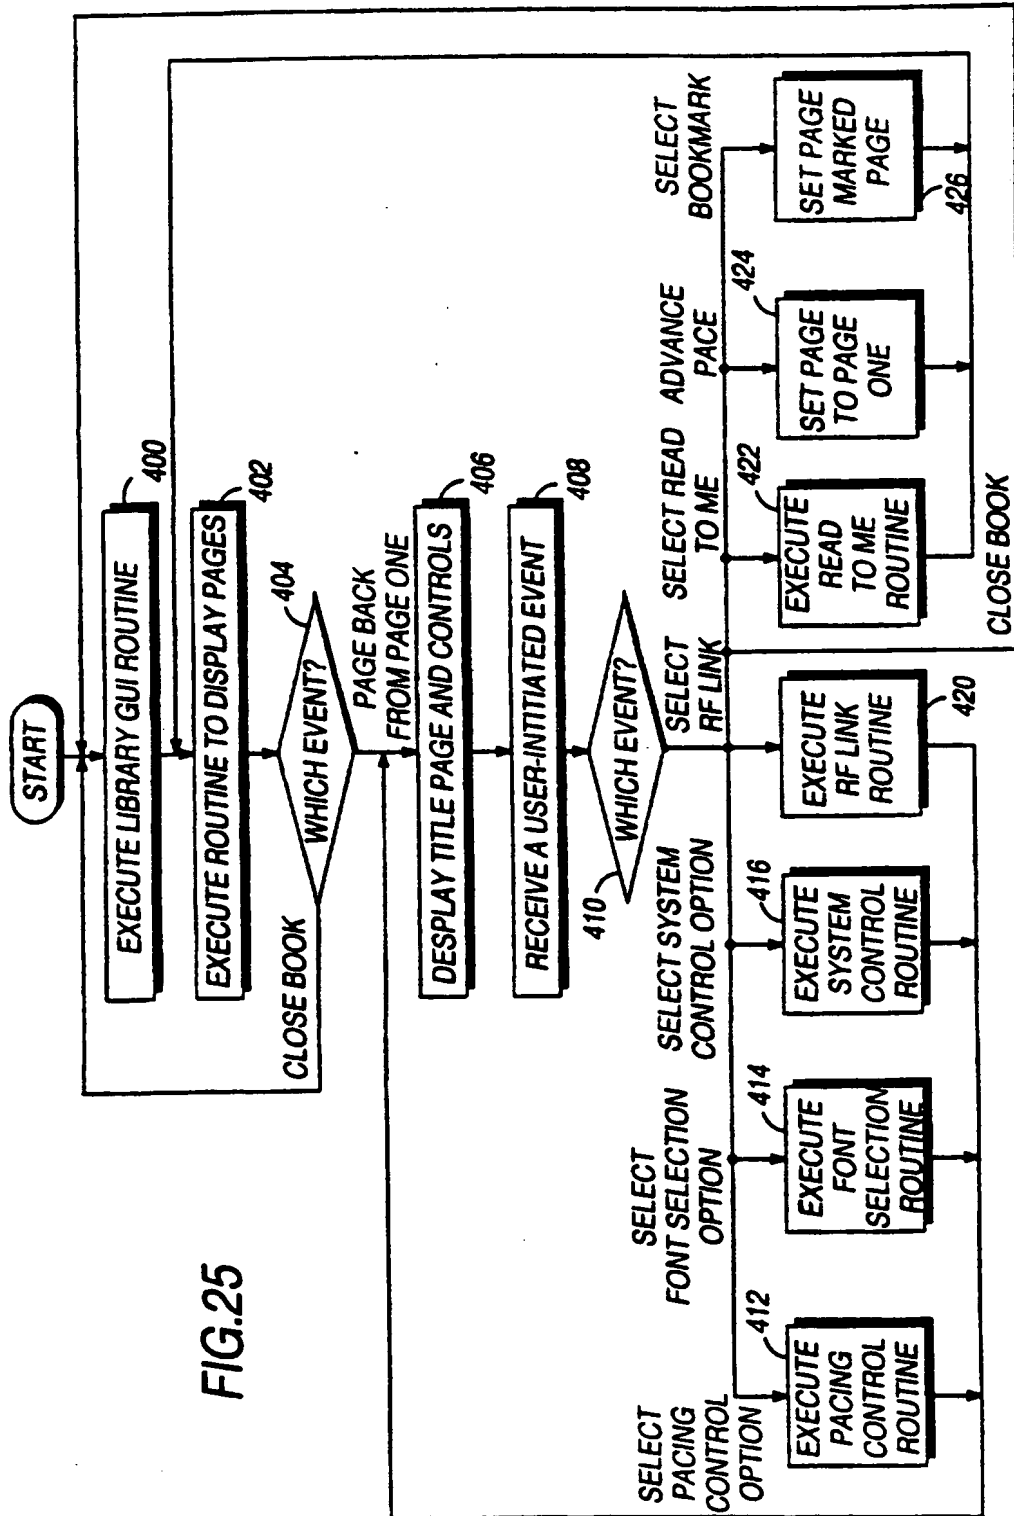 FIG.25
START
EXECUTE LIBRARY GUI ROUTINE
400
EXECUTE ROUTINE TO DISPLAY PAGES
402
WHICH EVENT?
404
CLOSE BOOK
PAGE BACK
FROM PAGE ONE
DESPLAY TITLE PAGE AND CONTROLS
406
RECEIVE A USER-INTITIATED EVENT
408
WHICH EVENT?
410
SELECT
PACING
CONTROL
OPTION
EXECUTE
PACING
CONTROL
ROUTINE
412
SELECT
FONT SELECTION
OPTION
EXECUTE
FONT
SELECTION
ROUTINE
414
SELECT SYSTEM
CONTROL OPTION
EXECUTE
SYSTEM
CONTROL
ROUTINE
416
SELECT
RF LINK
EXECUTE
RF LINK
ROUTINE
420
SELECT READ
TO ME
EXECUTE
READ
TO ME
ROUTINE
422
ADVANCE
PACE
SET PAGE
TO PAGE
ONE
424
SELECT
BOOKMARK
SET PAGE
MARKED
PAGE
426
CLOSE BOOK